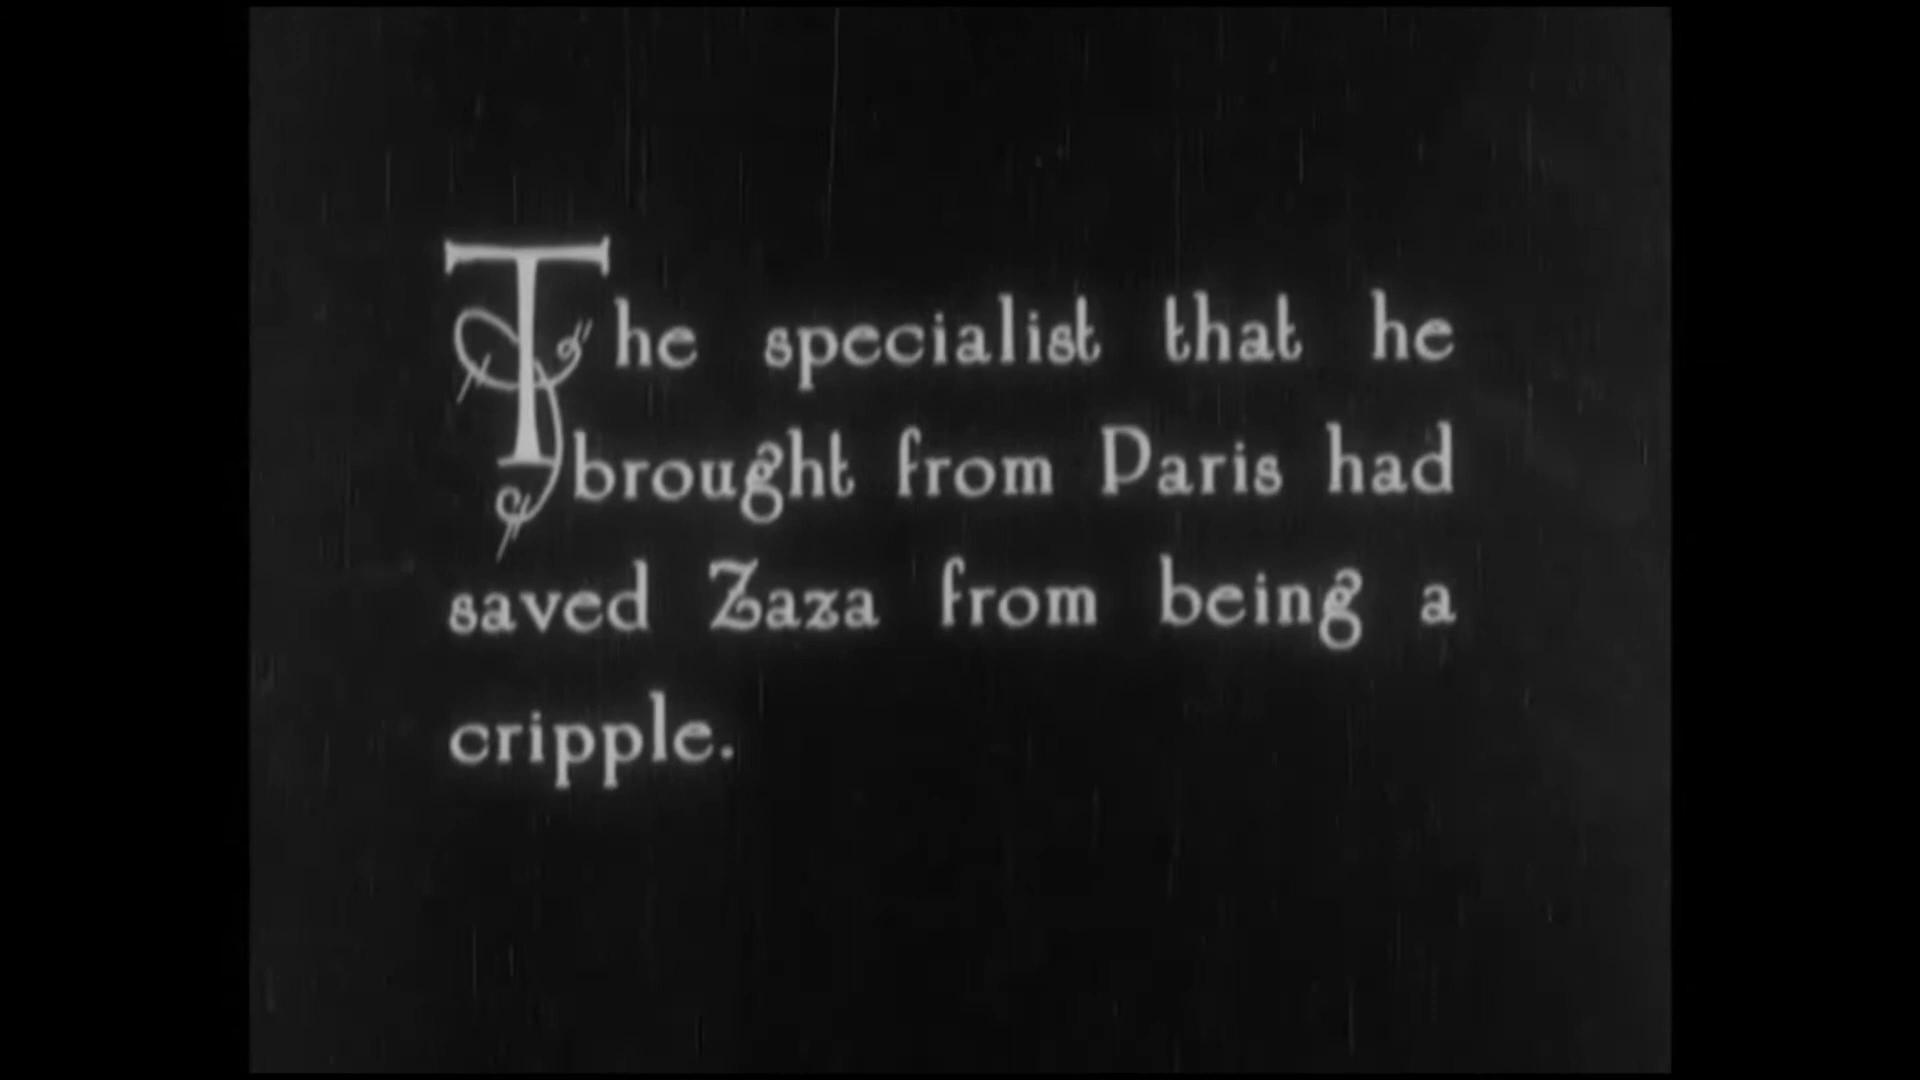 The specialist that he
brought from Paris had
saved Zaza from being a
cripple.